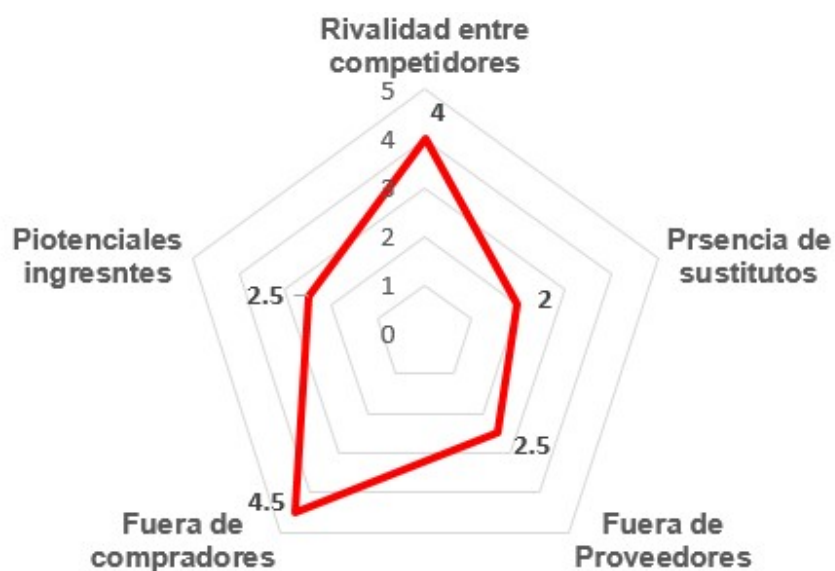 Rivalidad entre
competidores
5
4
4
3
2
1
0
Piotenciales
ingresntes
2.5
Prsencia de
sustitutos
2
2.5
4.5
Fuera de
compradores
Fuera de
Proveedores